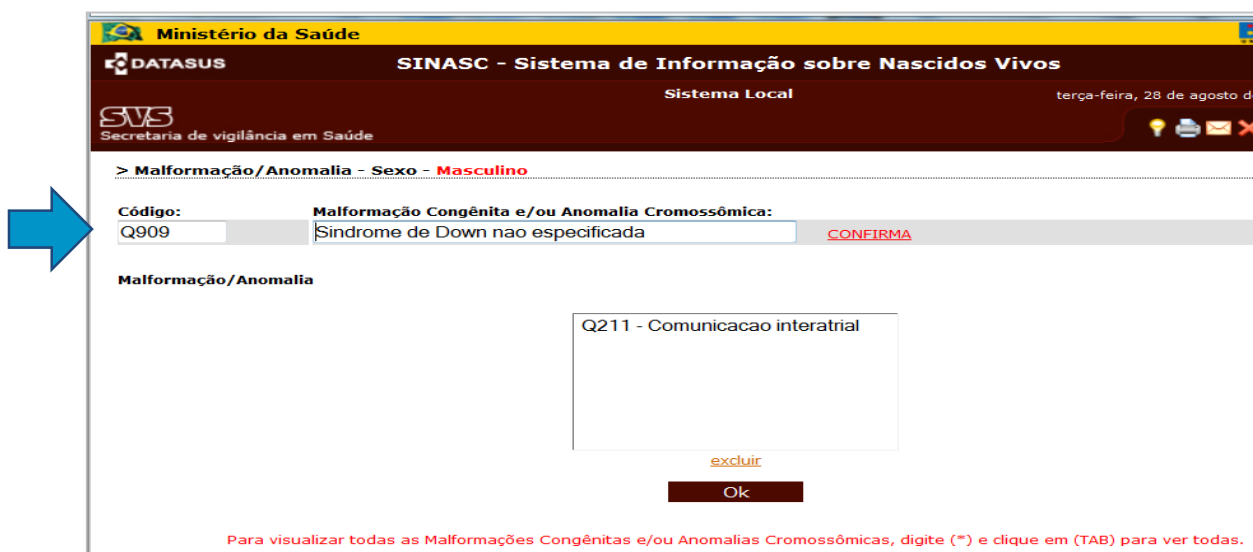 Ministério da Saúde
DATASUS
SINASC - Sistema de Informação sobre Nascidos Vivos
Sistema Local
terça-feira, 28 de agosto d
SVS
Secretaria de vigilância em Saúde
> Malformação/Anomalia - Sexo - Masculino
Código:
Malformação Congênita e/ou Anomalia Cromossômica:
Q909
Sindrome de Down nao especificada
CONFIRMA
Malformação/Anomalia
Q211 - Comunicacao interatrial
excluir
Ok
Para visualizar todas as Malformações Congênitas e/ou Anomalias Cromossômicas, digite (*) e clique em (TAB) para ver todas.